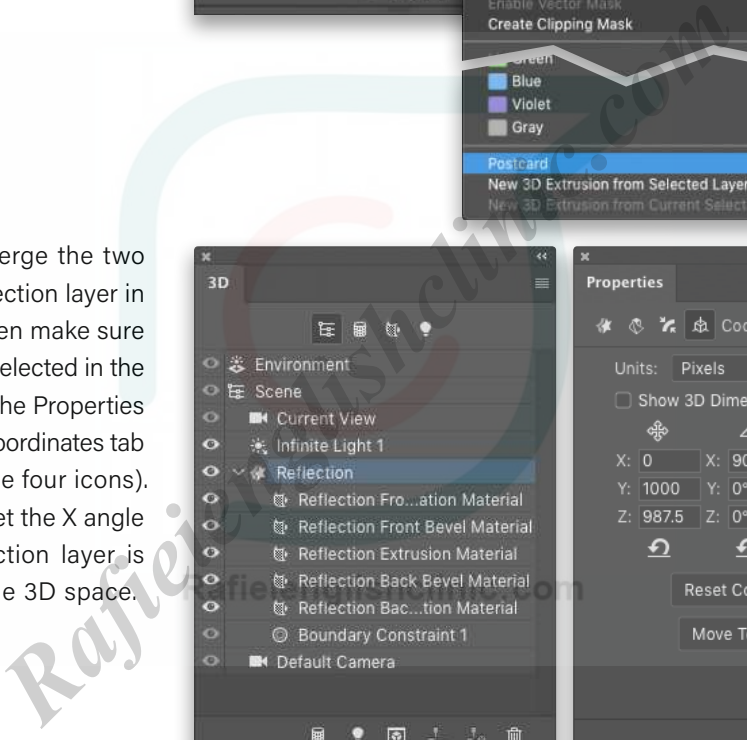 Enable Vector Mask
Create Clipping Mask
Green
Blue
Violet
Gray
Postcard
New 3D Extrusion from Selected Layer
New 3D Extrusion from Current Select
erge the two
ection layer in
en make sure
elected in the
he Properties
oordinates tab
e four icons).
et the X angle
ction layer is
e 3D space.
3D
Environment
Scene
Current View
Infinite Light 1
Reflection
Reflection Fro...ation Material
Reflection Front Bevel Material
Reflection Extrusion Material
Reflection Back Bevel Material
Reflection Bac...tion Material
Boundary Constraint 1
Default Camera
Properties
Coo
Units: Pixels
Show 3D Dime
X: 0 X: 90
Y: 1000 Y: 0°
Z: 987.5 Z: 0°
Reset Co
Move T
Rafieienglishclinic.com
Rafieienglishclinic.com